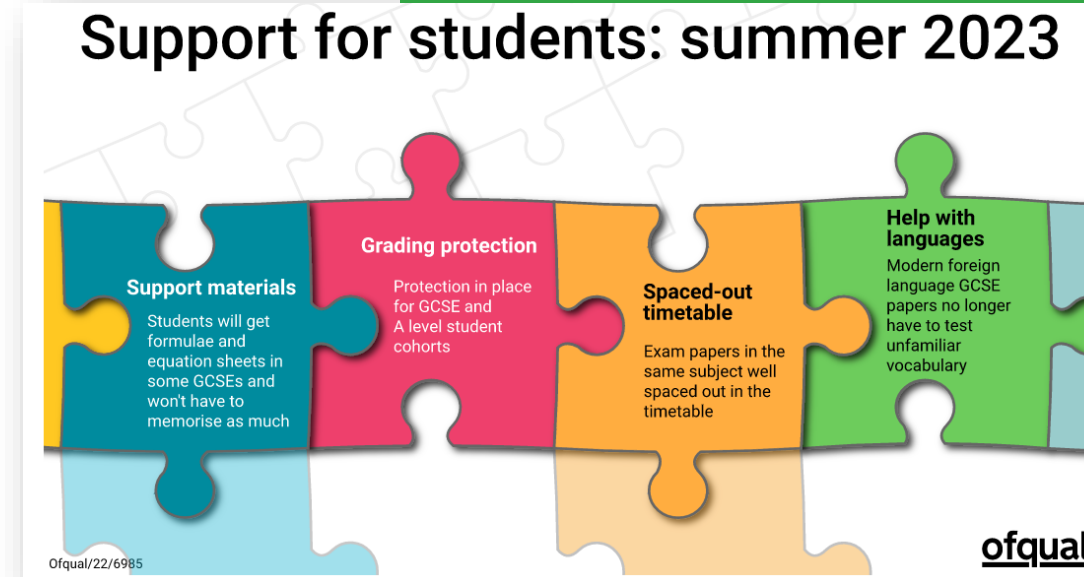 Support for students: summer 2023
Support materials
Students will get
formulae and
equation sheets in
some GCSEs and
won't have to
memorise as much
Grading protection
Protection in place
for GCSE and
A level student
cohorts
Spaced-out
timetable
Exam papers in the
same subject well
spaced out in the
timetable
Help with
languages
Modern foreign
language GCSE
papers no longer
have to test
unfamiliar
vocabulary
Ofqual/22/6985
ofqual